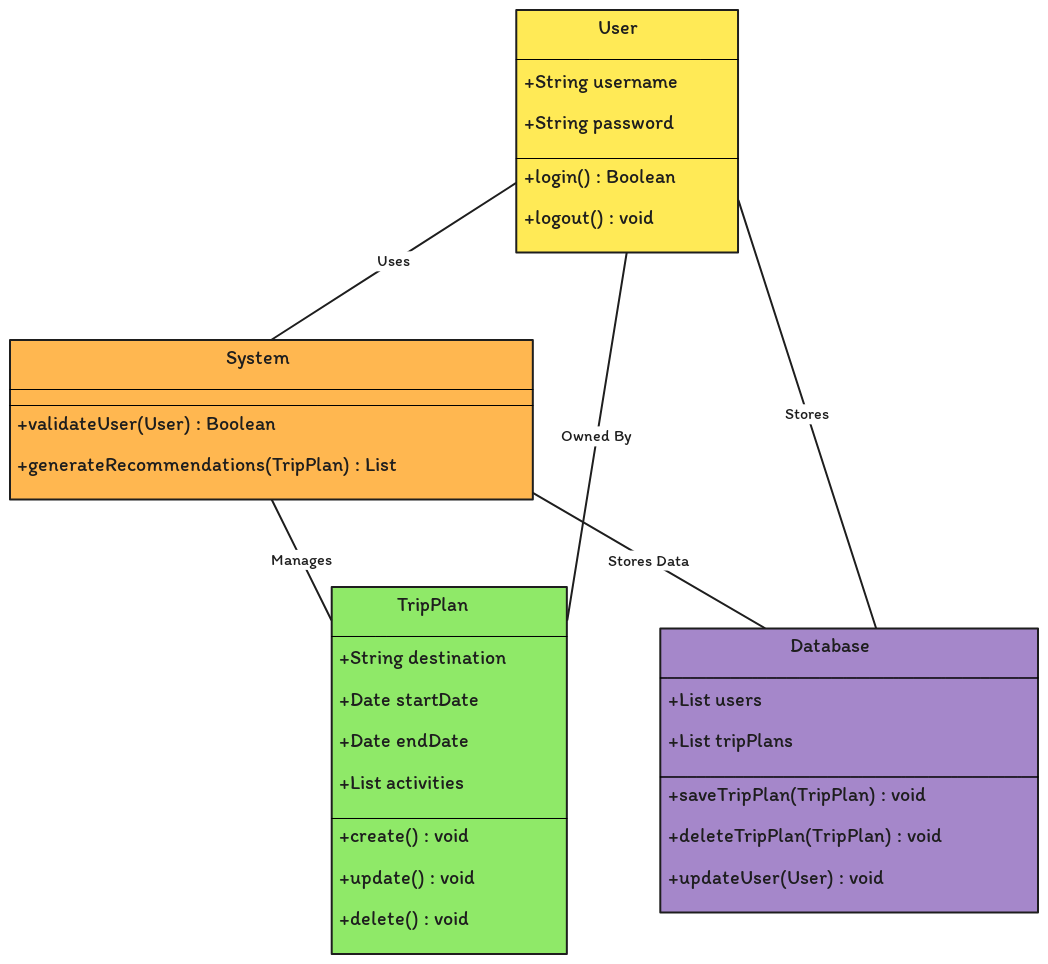 User
+String username
+String password
+login() : Boolean
+logout() : void
Uses
System
+validateUser(User) : Boolean
+generateRecommendations(TripPlan) : List
Owned By
Stores
Manages
Stores Data
TripPlan
+String destination
+Date startDate
+Date endDate
+List activities
+create() : void
+update() : void
+delete() : void
Database
+List users
+List tripPlans
+saveTripPlan(TripPlan) : void
+deleteTripPlan(TripPlan) : void
+updateUser(User) : void